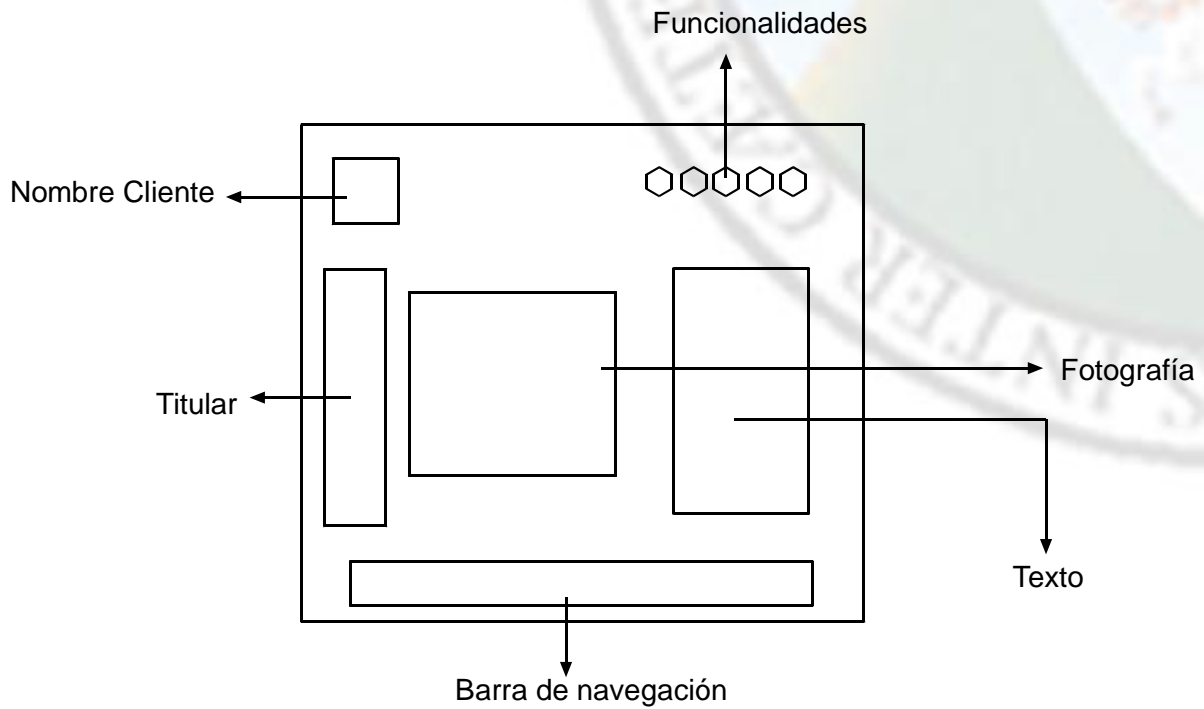 Funcionalidades
Nombre Cliente
Fotografía
Titular
Texto
Barra de navegación